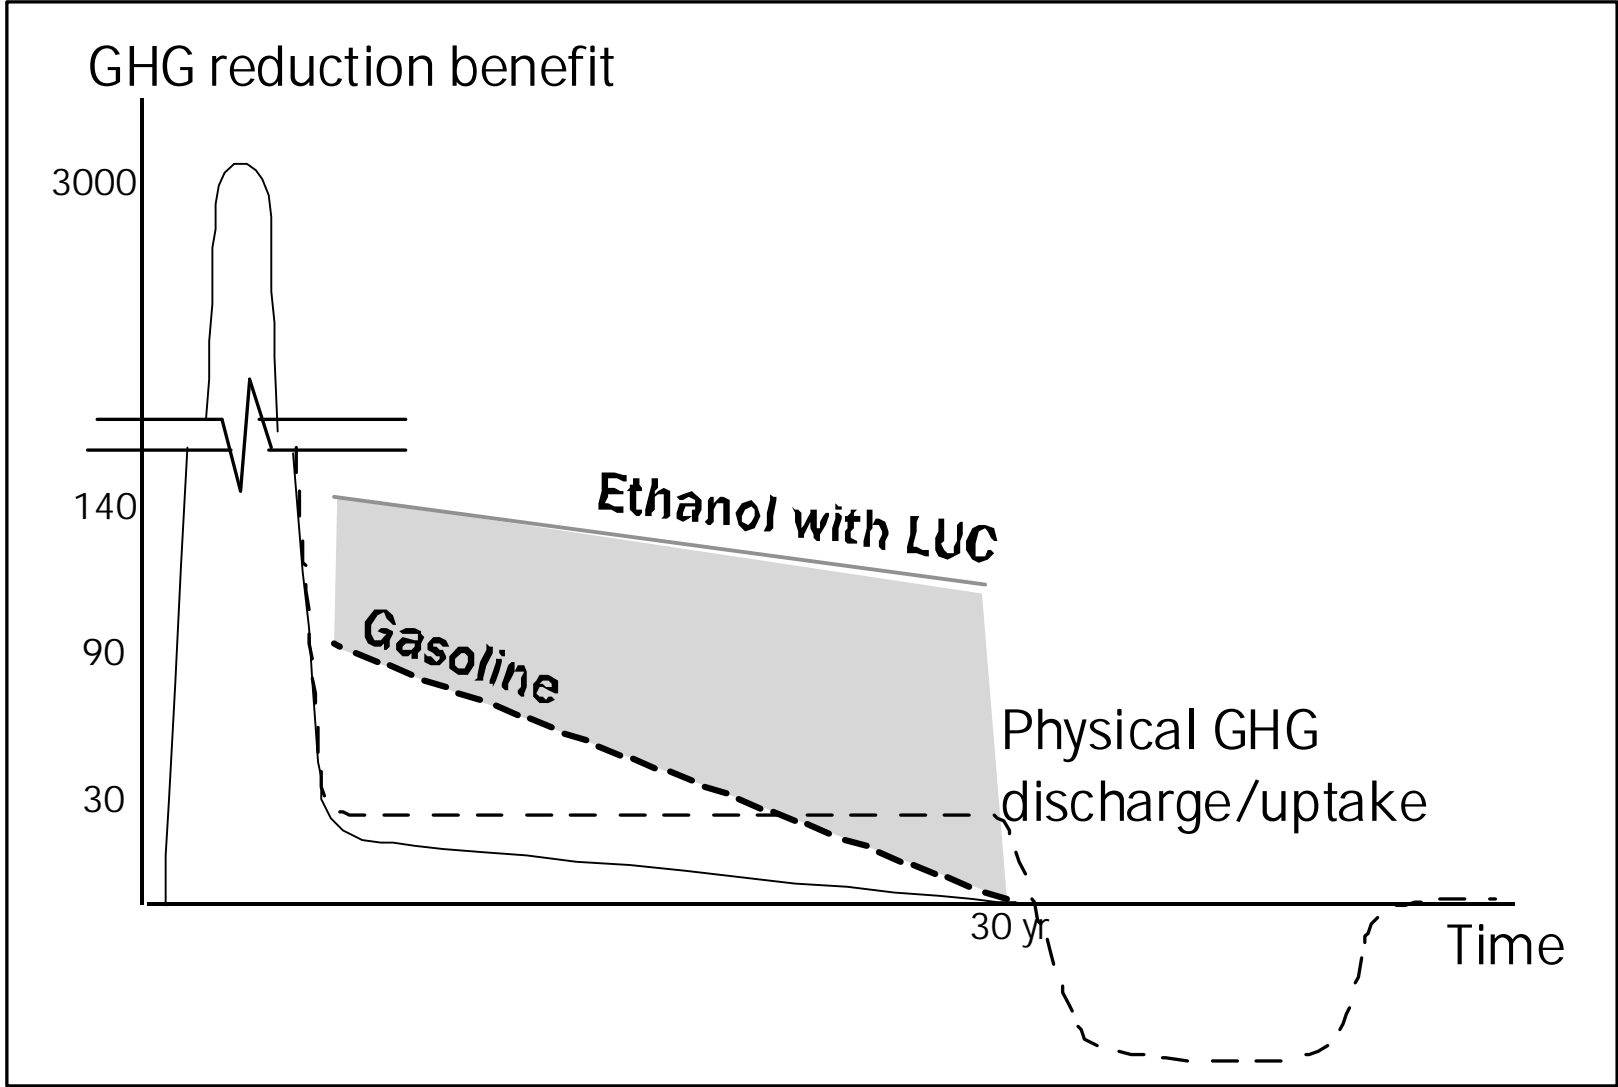 GHG reduction benefit
3000
140
Ethanol with LUC
90
Gasoline
Physical GHG
discharge/uptake
30
30 yr
Time